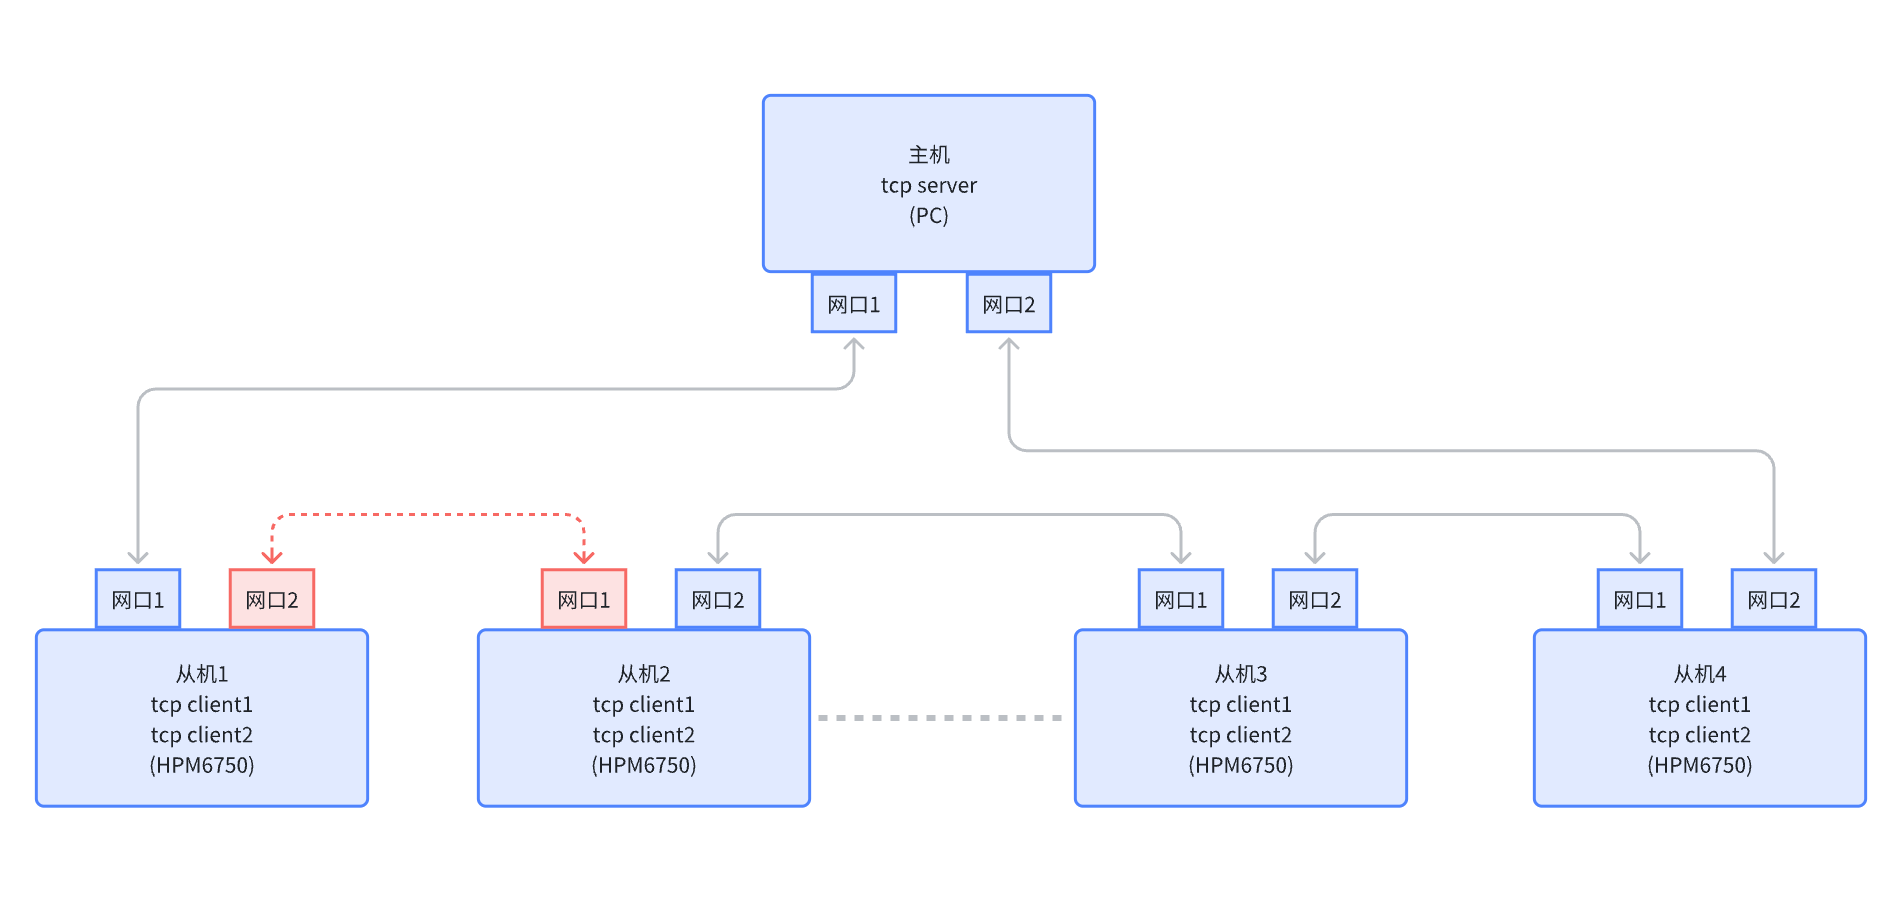 主机
tcp server
(PC)
网口1
网口2
网口1
网口2
网口1
网口2
网口1
网口2
网口1
网口2
从机1
tcp client1
tcp client2
(HPM6750)
从机2
tcp client1
tcp client2
(HPM6750)
从机3
tcp client1
tcp client2
(HPM6750)
从机4
tcp client1
tcp client2
(HPM6750)